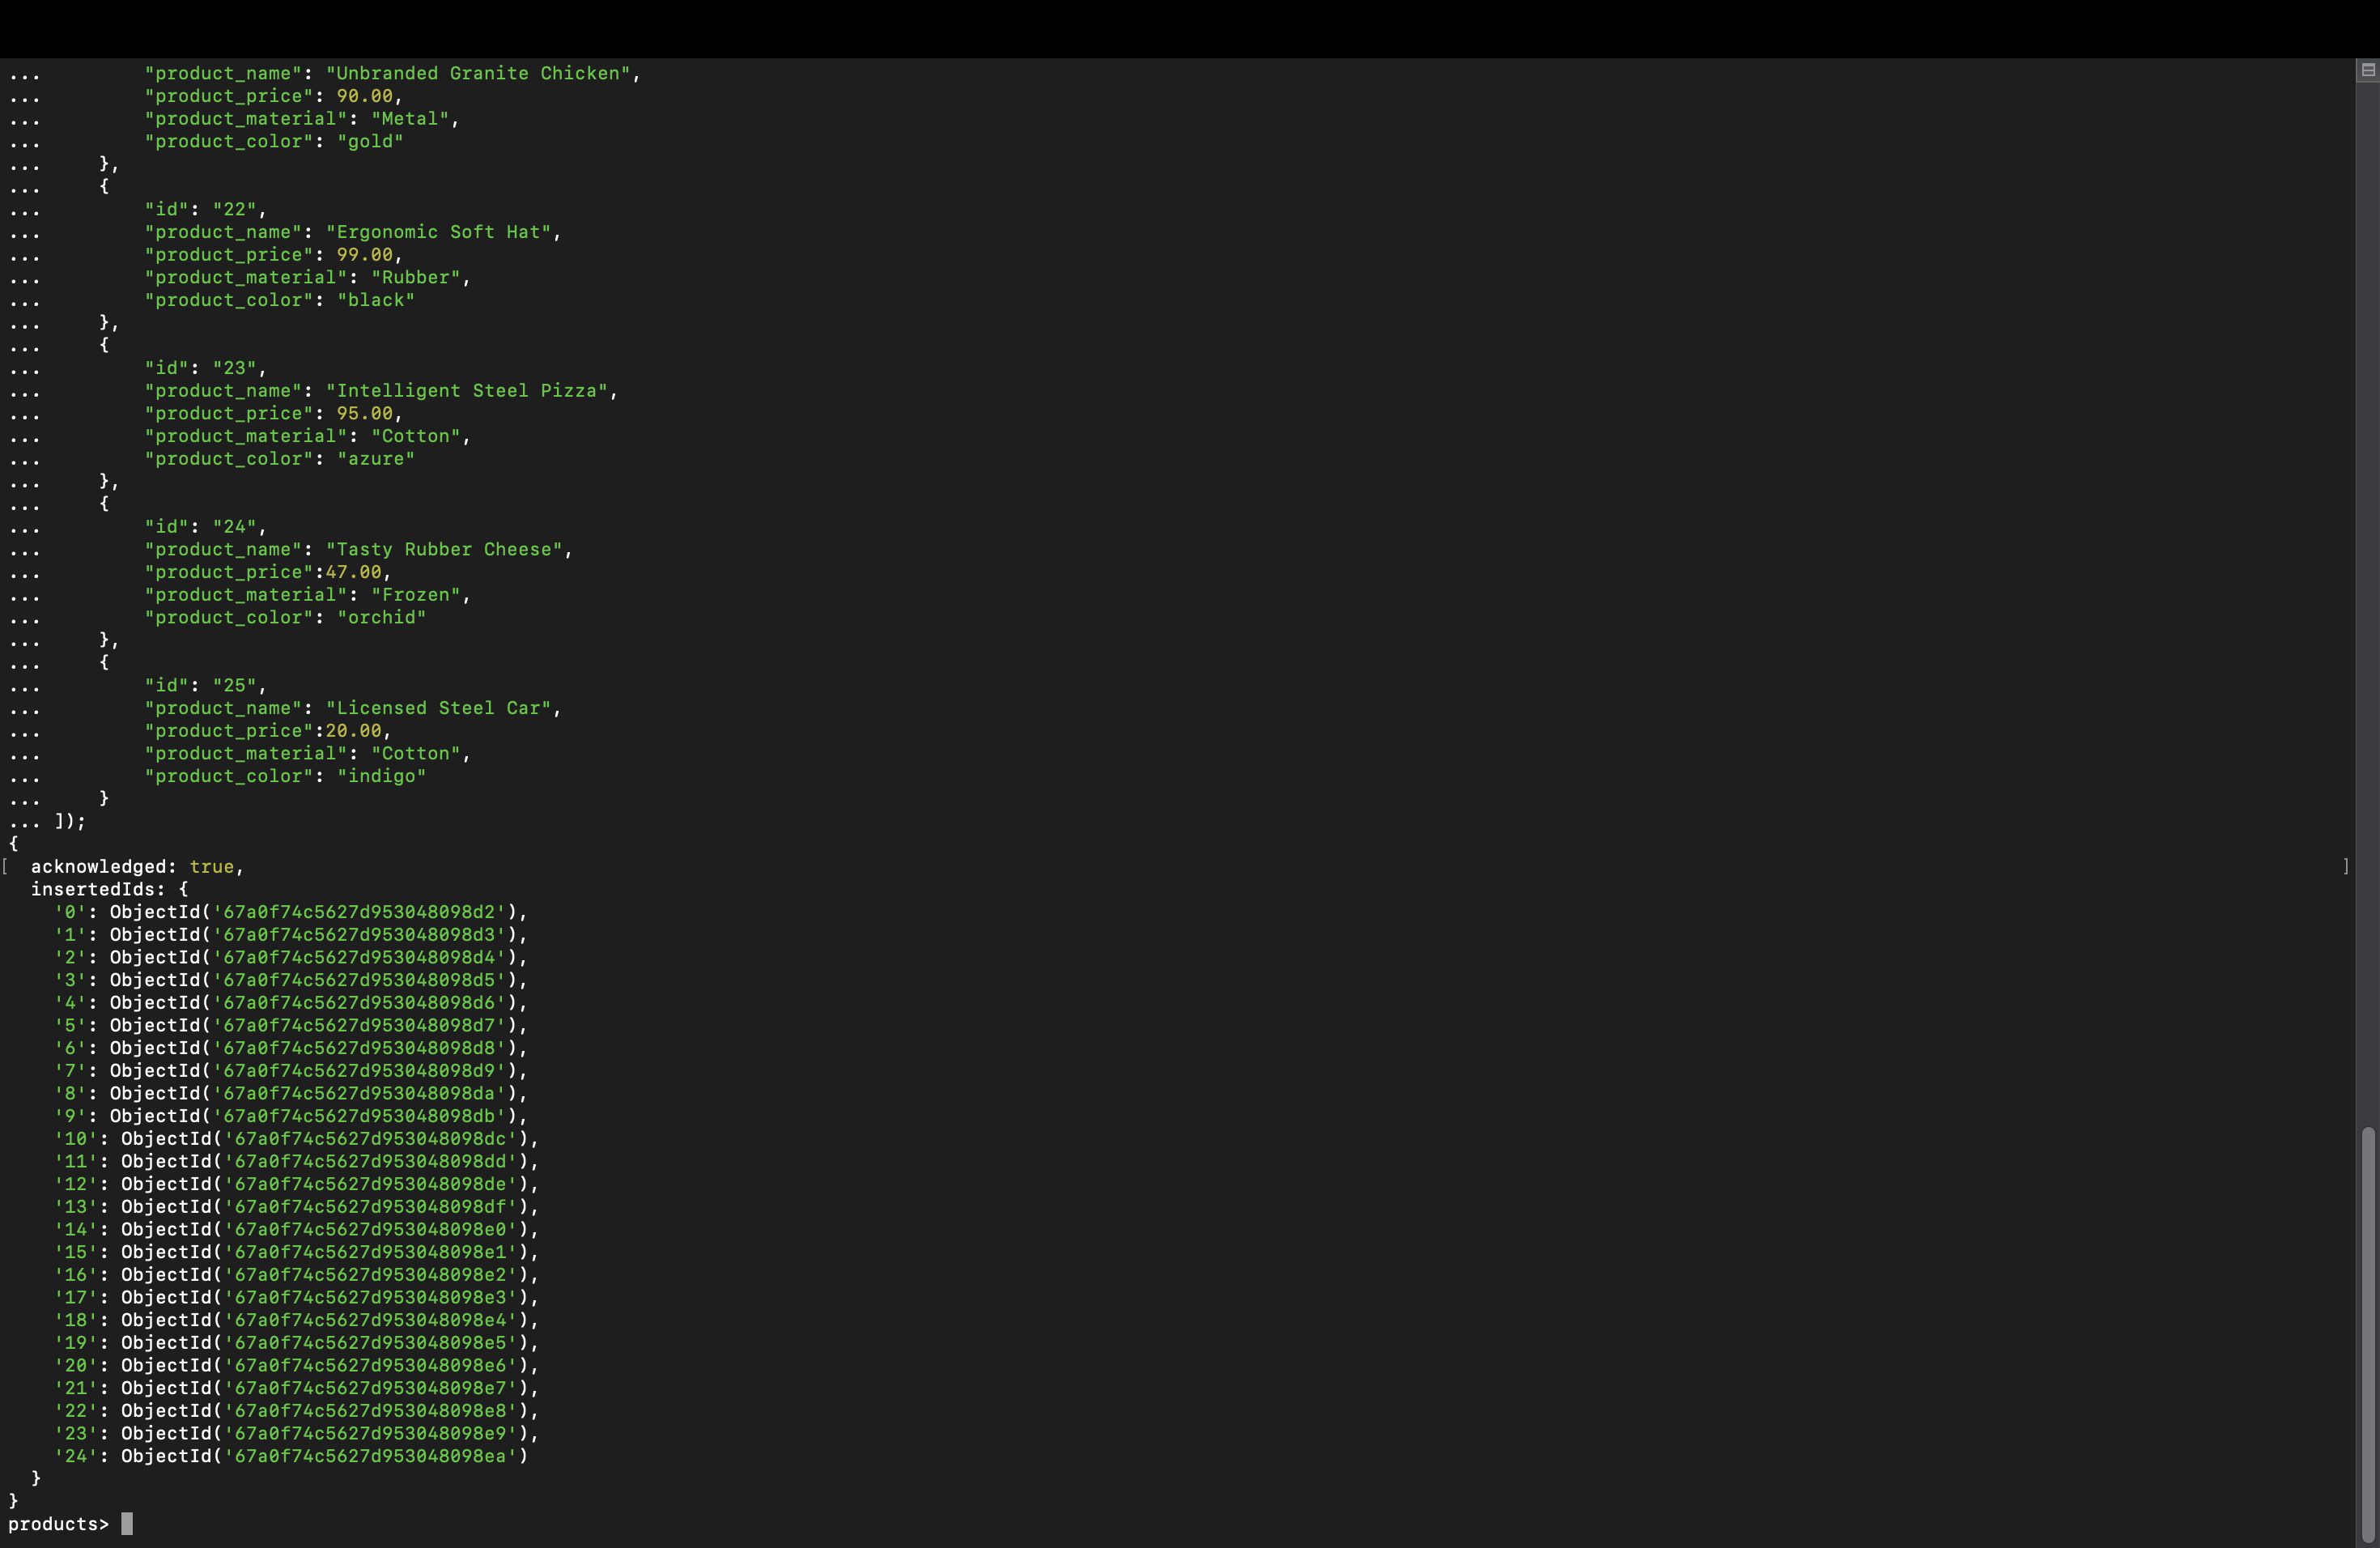 ...         "product_name": "Unbranded Granite Chicken",
...         "product_price": 90.00,
...         "product_material": "Metal",
...         "product_color": "gold"
...     },
...     {
...         "id": "22",
...         "product_name": "Ergonomic Soft Hat",
...         "product_price": 99.00,
...         "product_material": "Rubber",
...         "product_color": "black"
...     },
...     {
...         "id": "23",
...         "product_name": "Intelligent Steel Pizza",
...         "product_price": 95.00,
...         "product_material": "Cotton",
...         "product_color": "azure"
...     },
...     {
...         "id": "24",
...         "product_name": "Tasty Rubber Cheese",
...         "product_price":47.00,
...         "product_material": "Frozen",
...         "product_color": "orchid"
...     },
...     {
...         "id": "25",
...         "product_name": "Licensed Steel Car",
...         "product_price":20.00,
...         "product_material": "Cotton",
...         "product_color": "indigo"
...     }
... ]);
{
[  acknowledged: true, ]
  insertedIds: {
    '0': ObjectId('67a0f74c5627d953048098d2'),
    '1': ObjectId('67a0f74c5627d953048098d3'),
    '2': ObjectId('67a0f74c5627d953048098d4'),
    '3': ObjectId('67a0f74c5627d953048098d5'),
    '4': ObjectId('67a0f74c5627d953048098d6'),
    '5': ObjectId('67a0f74c5627d953048098d7'),
    '6': ObjectId('67a0f74c5627d953048098d8'),
    '7': ObjectId('67a0f74c5627d953048098d9'),
    '8': ObjectId('67a0f74c5627d953048098da'),
    '9': ObjectId('67a0f74c5627d953048098db'),
    '10': ObjectId('67a0f74c5627d953048098dc'),
    '11': ObjectId('67a0f74c5627d953048098dd'),
    '12': ObjectId('67a0f74c5627d953048098de'),
    '13': ObjectId('67a0f74c5627d953048098df'),
    '14': ObjectId('67a0f74c5627d953048098e0'),
    '15': ObjectId('67a0f74c5627d953048098e1'),
    '16': ObjectId('67a0f74c5627d953048098e2'),
    '17': ObjectId('67a0f74c5627d953048098e3'),
    '18': ObjectId('67a0f74c5627d953048098e4'),
    '19': ObjectId('67a0f74c5627d953048098e5'),
    '20': ObjectId('67a0f74c5627d953048098e6'),
    '21': ObjectId('67a0f74c5627d953048098e7'),
    '22': ObjectId('67a0f74c5627d953048098e8'),
    '23': ObjectId('67a0f74c5627d953048098e9'),
    '24': ObjectId('67a0f74c5627d953048098ea')
  }
}
products>